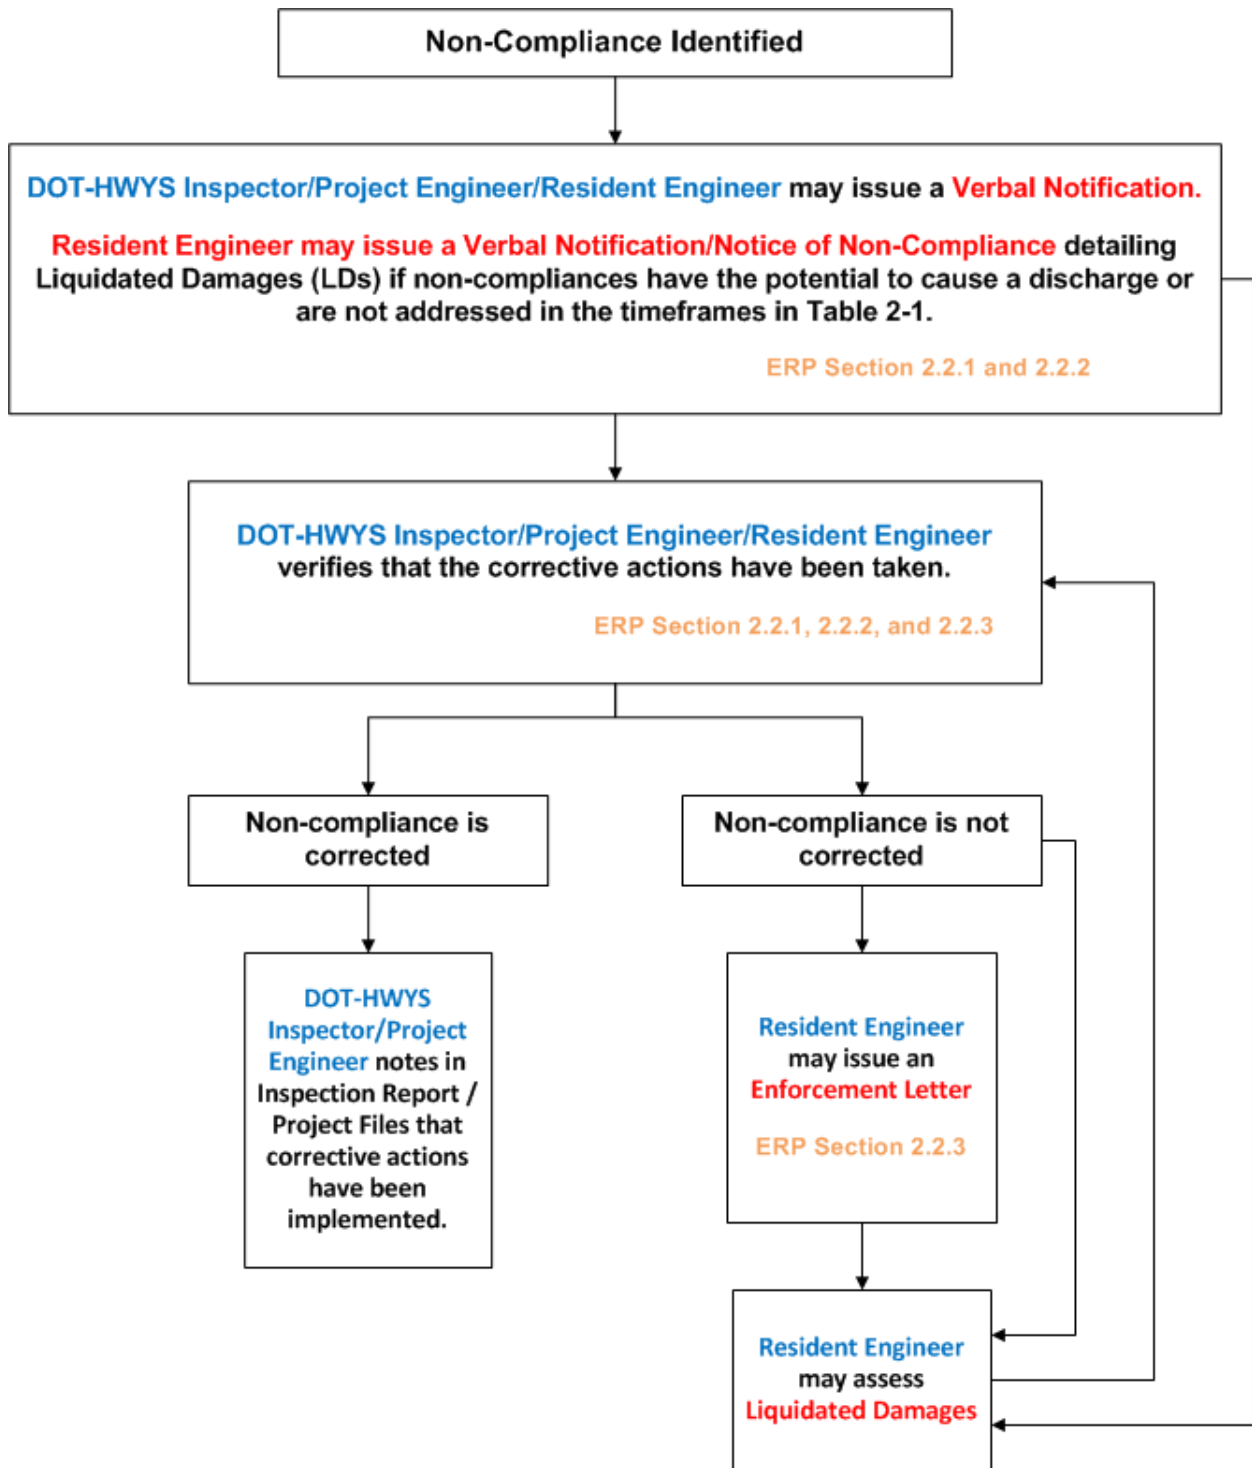 Non-Compliance Identified
DOT-HWYS Inspector/Project Engineer/Resident Engineer may issue a Verbal Notification.
Resident Engineer may issue a Verbal Notification/Notice of Non-Compliance detailing
Liquidated Damages (LDs) if non-compliances have the potential to cause a discharge or
are not addressed in the timeframes in Table 2-1.
ERP Section 2.2.1 and 2.2.2
DOT-HWYS Inspector/Project Engineer/Resident Engineer
verifies that the corrective actions have been taken.
ERP Section 2.2.1, 2.2.2, and 2.2.3
Non-compliance is
corrected
Non-compliance is not
corrected
DOT-HWYS
Inspector/Project
Engineer notes in
Inspection Report /
Project Files that
corrective actions
have been
implemented.
Resident Engineer
may issue an
Enforcement Letter
ERP Section 2.2.3
Resident Engineer
may assess
Liquidated Damages